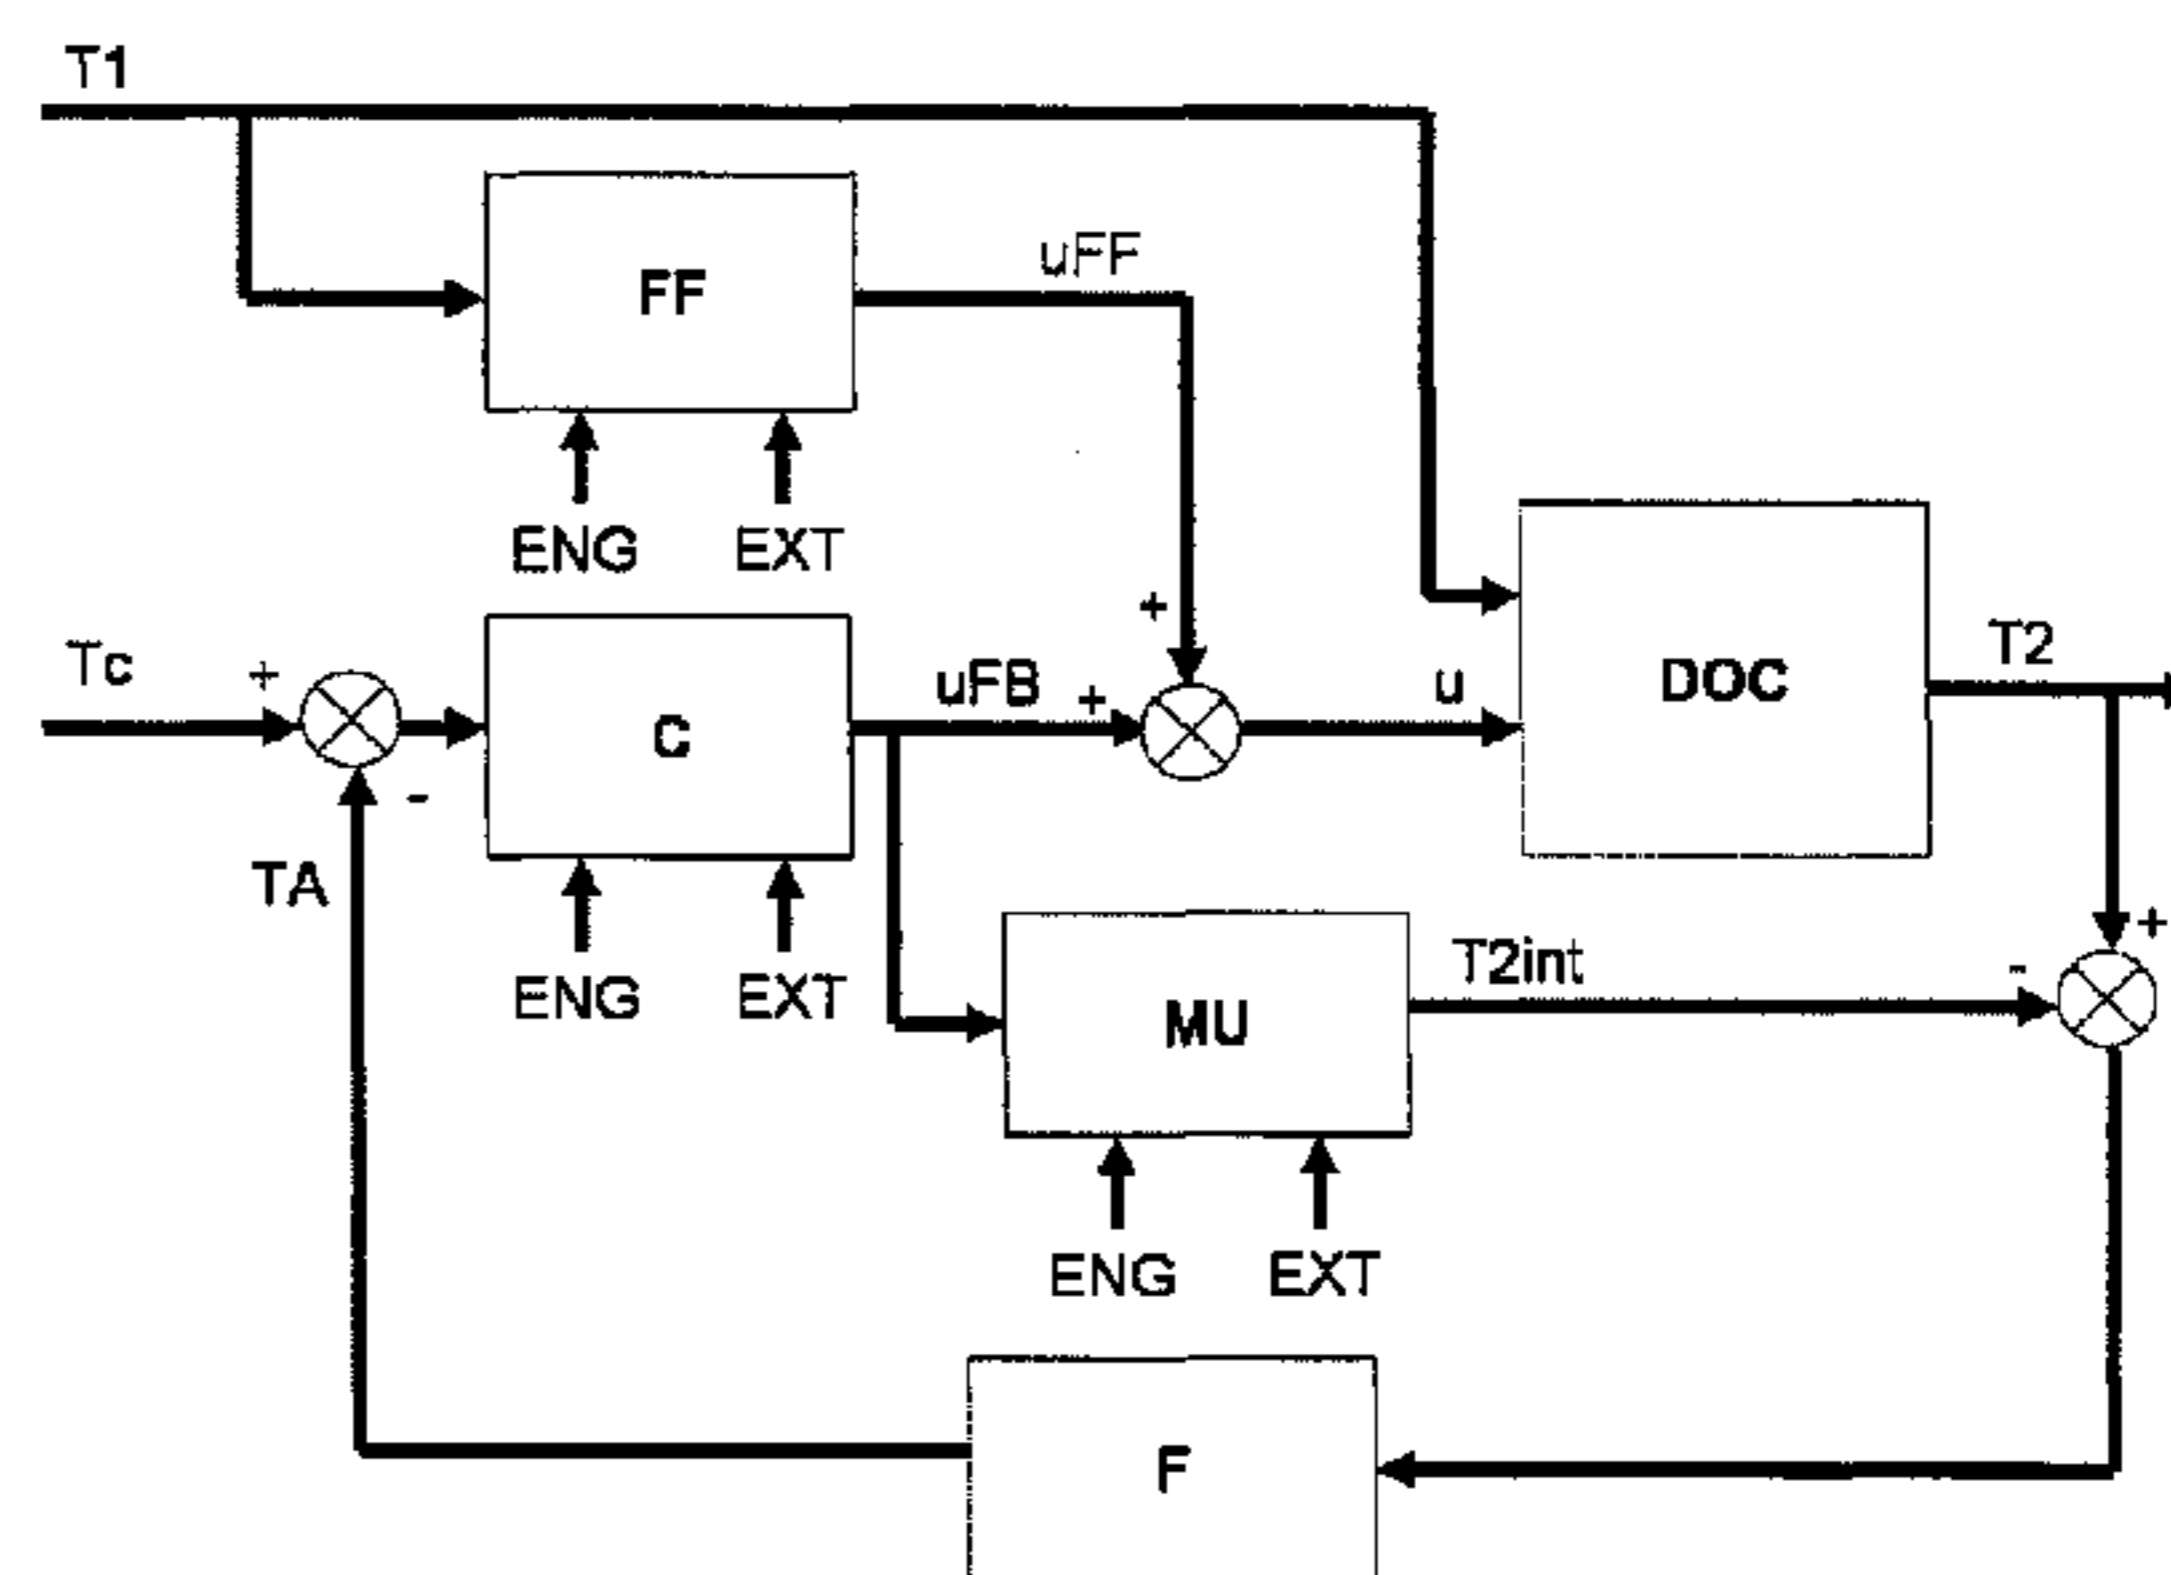 T1
FF
uFF
ENG EXT
+
Tc
+
C
uFB
+
u
DOC
T2
-
TA
ENG EXT
MU
T2int
-
+
ENG EXT
F